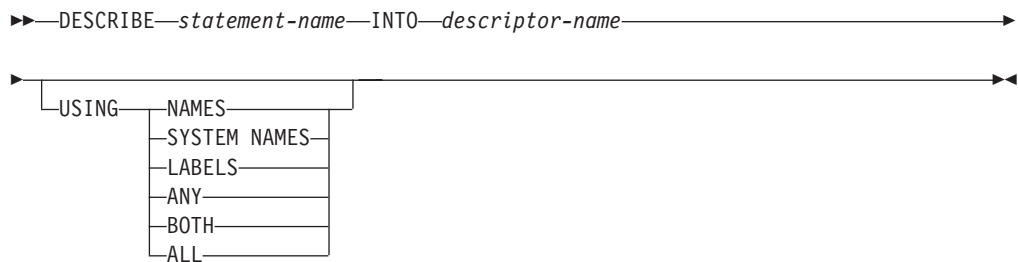 DESCRIBE statement-name INTO descriptor-name
USING NAMES
SYSTEM NAMES
LABELS
ANY
BOTH
ALL